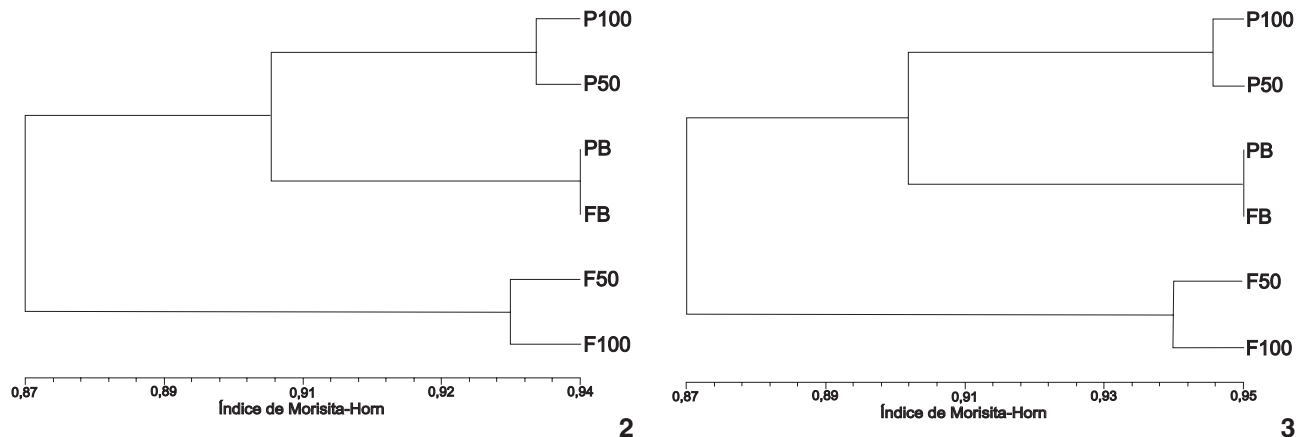 P100
P50
PB
FB
F50
F100
0,87 0,89 0,91 0,92 0,94
Índice de Morisita-Horn
2
P100
P50
PB
FB
F50
F100
0,87 0,89 0,91 0,93 0,95
Índice de Morisita-Horn
3